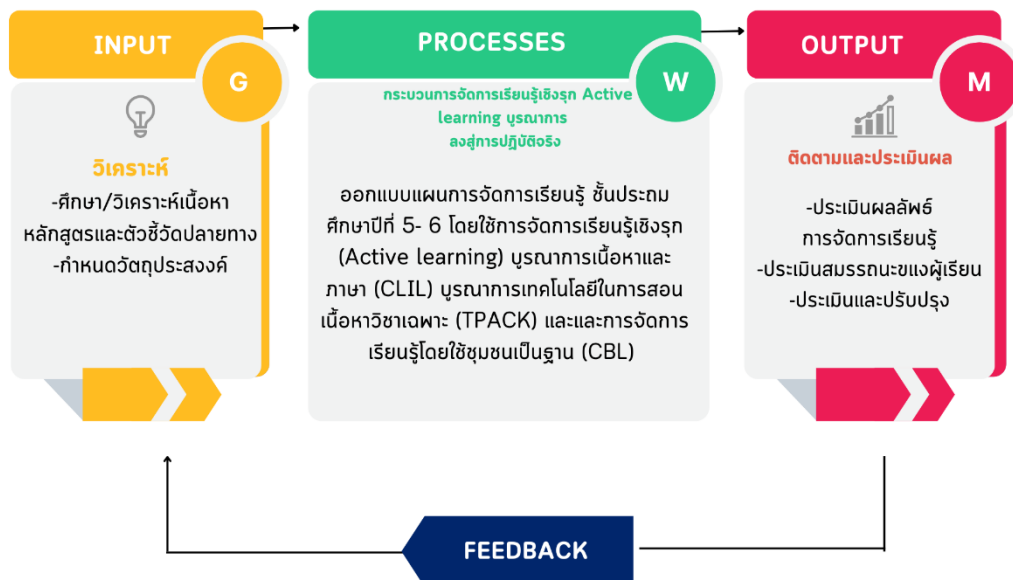 INPUT
G
วิเคราะห์
-ศึกษา/วิเคราะห์เนื้อหา
หลักสูตรและตัวชี้วัดปลายทาง
-กำหนดวัตถุประสงงค์
PROCESSES
W
กระบวนการจัดการเรียนรู้เชิงรุก Active
learning บูรณาการ
ลงสู่การปฏิบัติจริง
ออกแบบแผนการจัดการเรียนรู้ ชั้นประถม
ศึกษาปีที่ 5- 6 โดยใช้การจัดการเรียนรู้เชิงรุก
(Active learning) บูรณาการเนื้อหาและ
ภาษา (CLIL) บูรณาการเทคโนโลยีในการสอน
เนื้อหาวิชาเฉพาะ (TPACK) และและการจัดการ
เรียนรู้โดยใช้ชุมชนเป็นฐาน (CBL)
OUTPUT
M
ติดตามและประเมินผล
-ประเมินผลลัพธ์
การจัดการเรียนรู้
-ประเมินสมรรถนะขแงผู้เรียน
-ประเมินและปรับปรุง
FEEDBACK